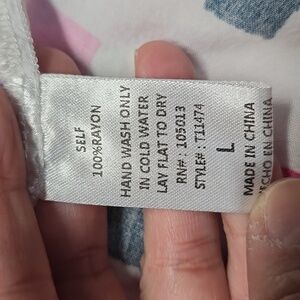 SELF
100%RAYON
HAND WASH ONLY
IN COLD WATER
LAY FLAT TO DRY
RN# : 105013
STYLE# : T11474
L
MADE IN CHINA
HECHO EN CHINA